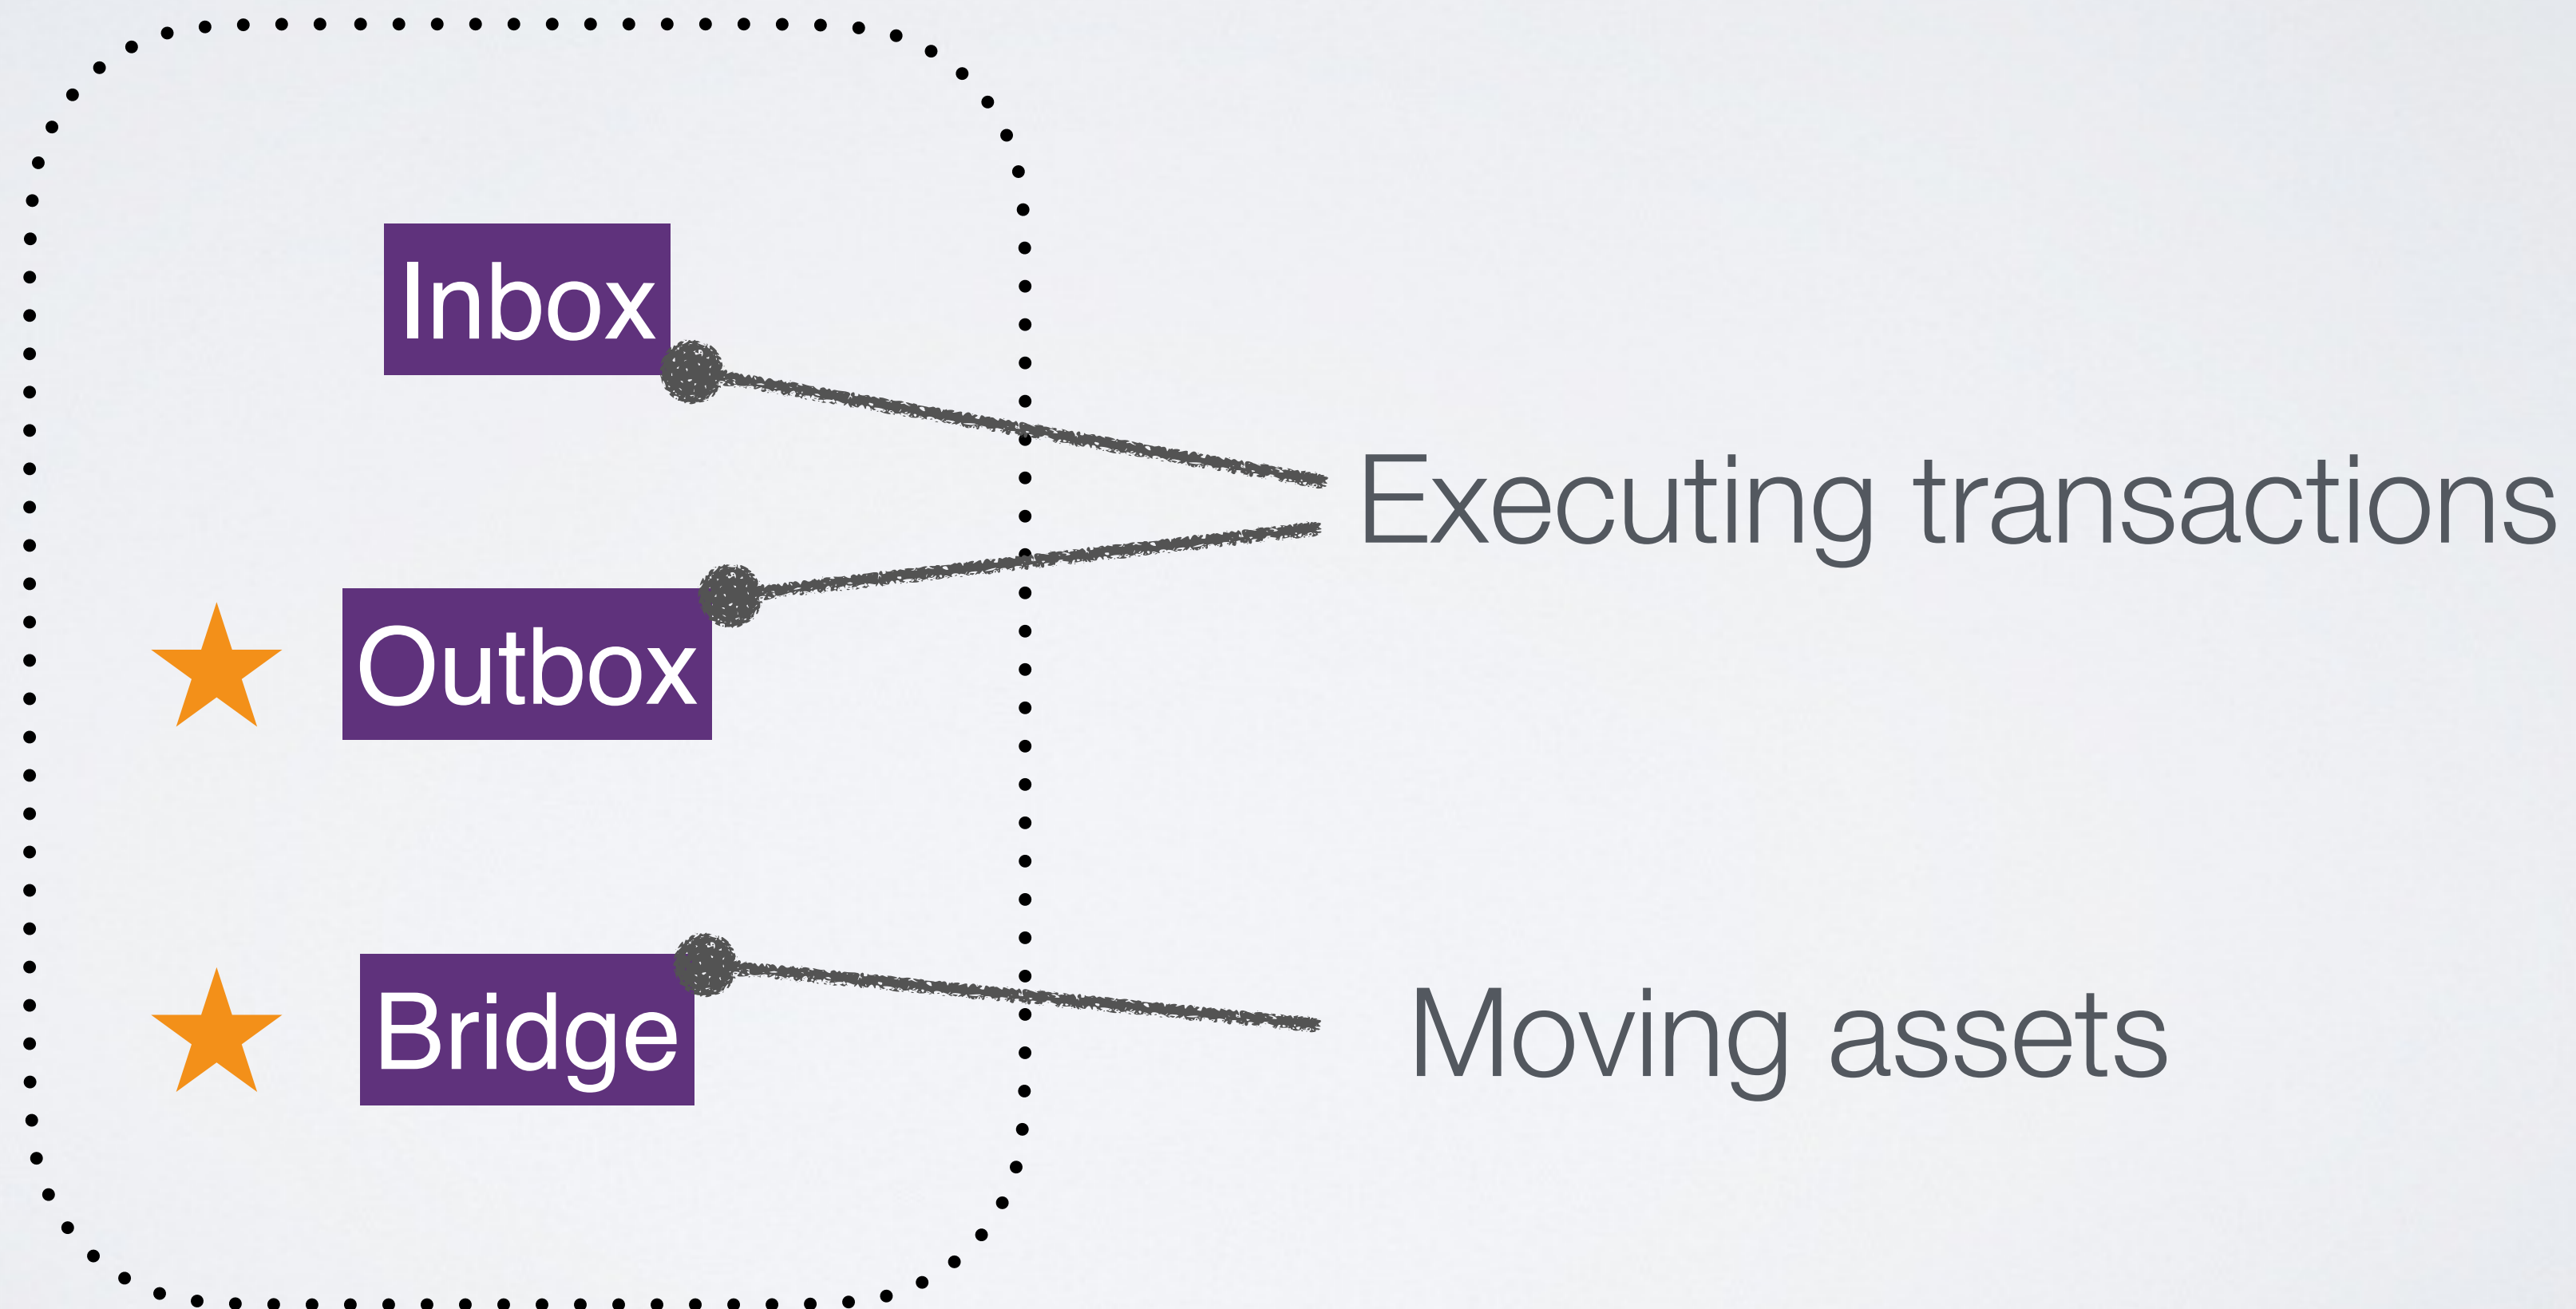 Inbox
Executing transactions
Outbox
Bridge
Moving assets